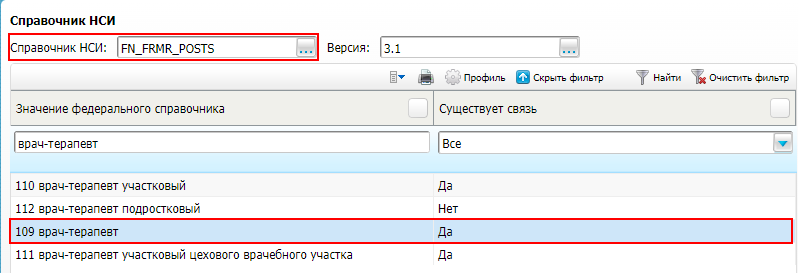 Справочник НСИ
Справочник НСИ: FN_FRMR_POSTS ... Версия: 3.1 ...
Профиль Скрыть фильтр Найти Очистить фильтр
Значение федерального справочника Существует связь
врач-терапевт Все
110 врач-терапевт участковый Да
112 врач-терапевт подростковый Нет
109 врач-терапевт Да
111 врач-терапевт участковый цехового врачебного участка Да